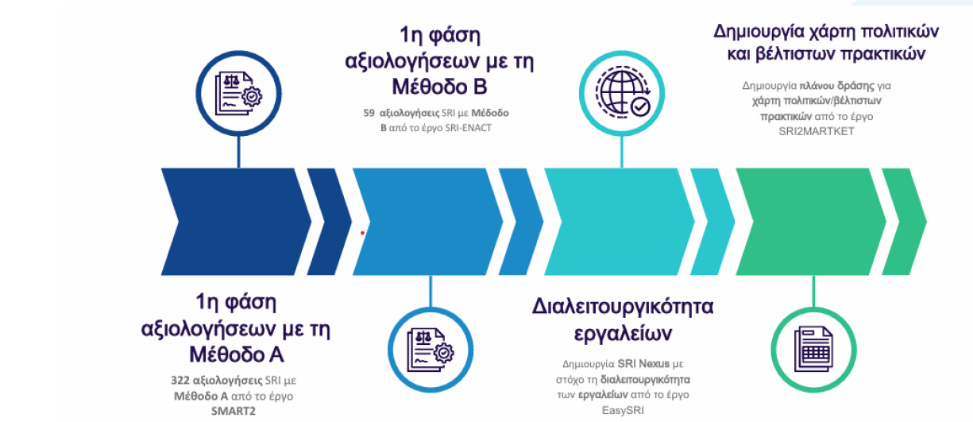 1η φάση
αξιολογήσεων με τη
Μέθοδο Α
322 αξιολογήσεις SRI με
Μέθοδο Α από το έργο
SMART2
1η φάση
αξιολογήσεων με τη
Μέθοδο Β
59 αξιολογήσεις SRI με Μέδοδο
Β από το έργο SRI-ENACT
Διαλειτουργικότητα
εργαλείων
Δημιουργία SRI Nexus με
στόχο τη διαλειτουργικότητα
των εργαλείων από το έργο
EasySRI
Δημιουργία χάρτη πολιτικών
και βέλτιστων πρακτικών
Δημιουργία πλάνου δράσης για
χάρτη πολιτικών/βέλτιστων
πρακτικών από το έργο
SRI2MARTKET